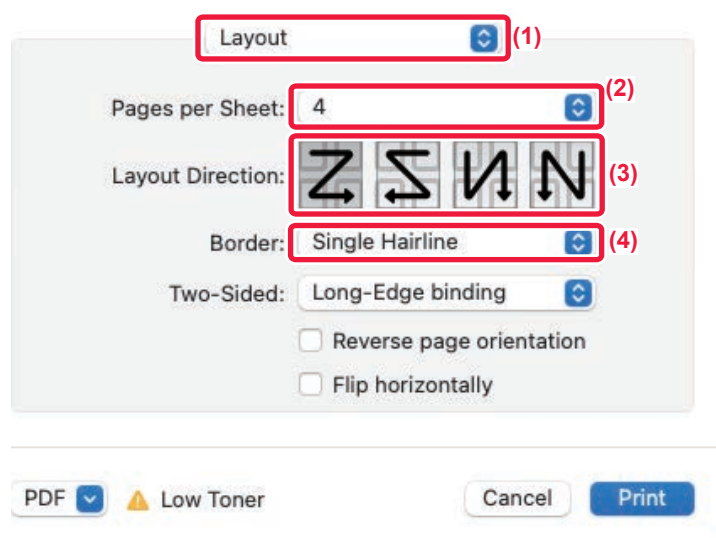 Layout (1)
Pages per Sheet: 4 (2)
Layout Direction: (3)
Border: Single Hairline (4)
Two-Sided: Long-Edge binding
Reverse page orientation
Flip horizontally
PDF Low Toner Cancel Print